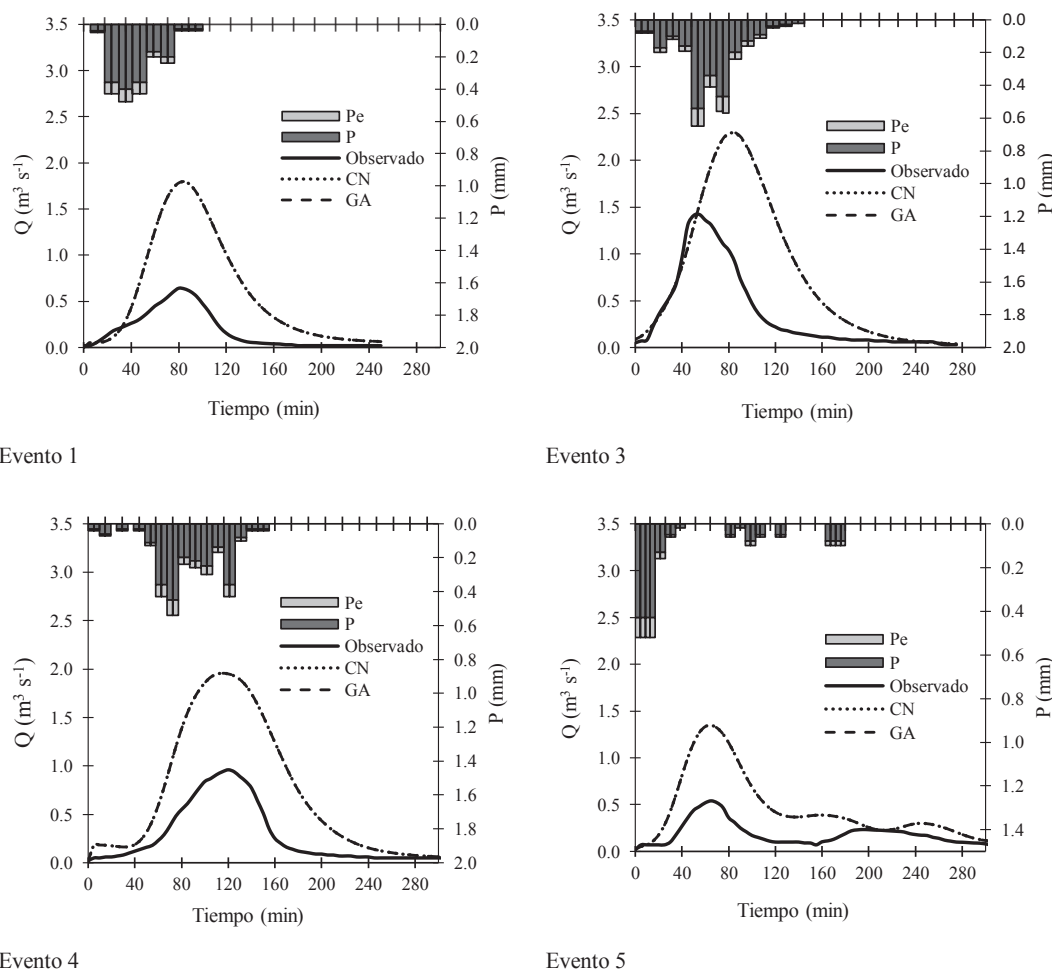 3.5
3.0
2.5
2.0
1.5
1.0
0.5
0.0
Q (m³ s⁻¹)
0.0
0.2
0.4
0.6
0.8
1.0
1.2
1.4
1.6
1.8
2.0
P (mm)
Pe
P
Observado
CN
GA
0 40 80 120 160 200 240 280
Tiempo (min)
Evento 1
3.5
3.0
2.5
2.0
1.5
1.0
0.5
0.0
Q (m³ s⁻¹)
0.0
0.2
0.4
0.6
0.8
1.0
1.2
1.4
1.6
1.8
2.0
P (mm)
Pe
P
Observado
CN
GA
0 40 80 120 160 200 240 280
Tiempo (min)
Evento 3
3.5
3.0
2.5
2.0
1.5
1.0
0.5
0.0
Q (m³ s⁻¹)
0.0
0.2
0.4
0.6
0.8
1.0
1.2
1.4
1.6
1.8
2.0
P (mm)
Pe
P
Observado
CN
GA
0 40 80 120 160 200 240 280
Tiempo (min)
Evento 4
3.5
3.0
2.5
2.0
1.5
1.0
0.5
0.0
Q (m³ s⁻¹)
0.0
0.2
0.4
0.6
0.8
1.0
1.2
1.4
P (mm)
Pe
P
Observado
CN
GA
0 40 80 120 160 200 240 280
Tiempo (min)
Evento 5